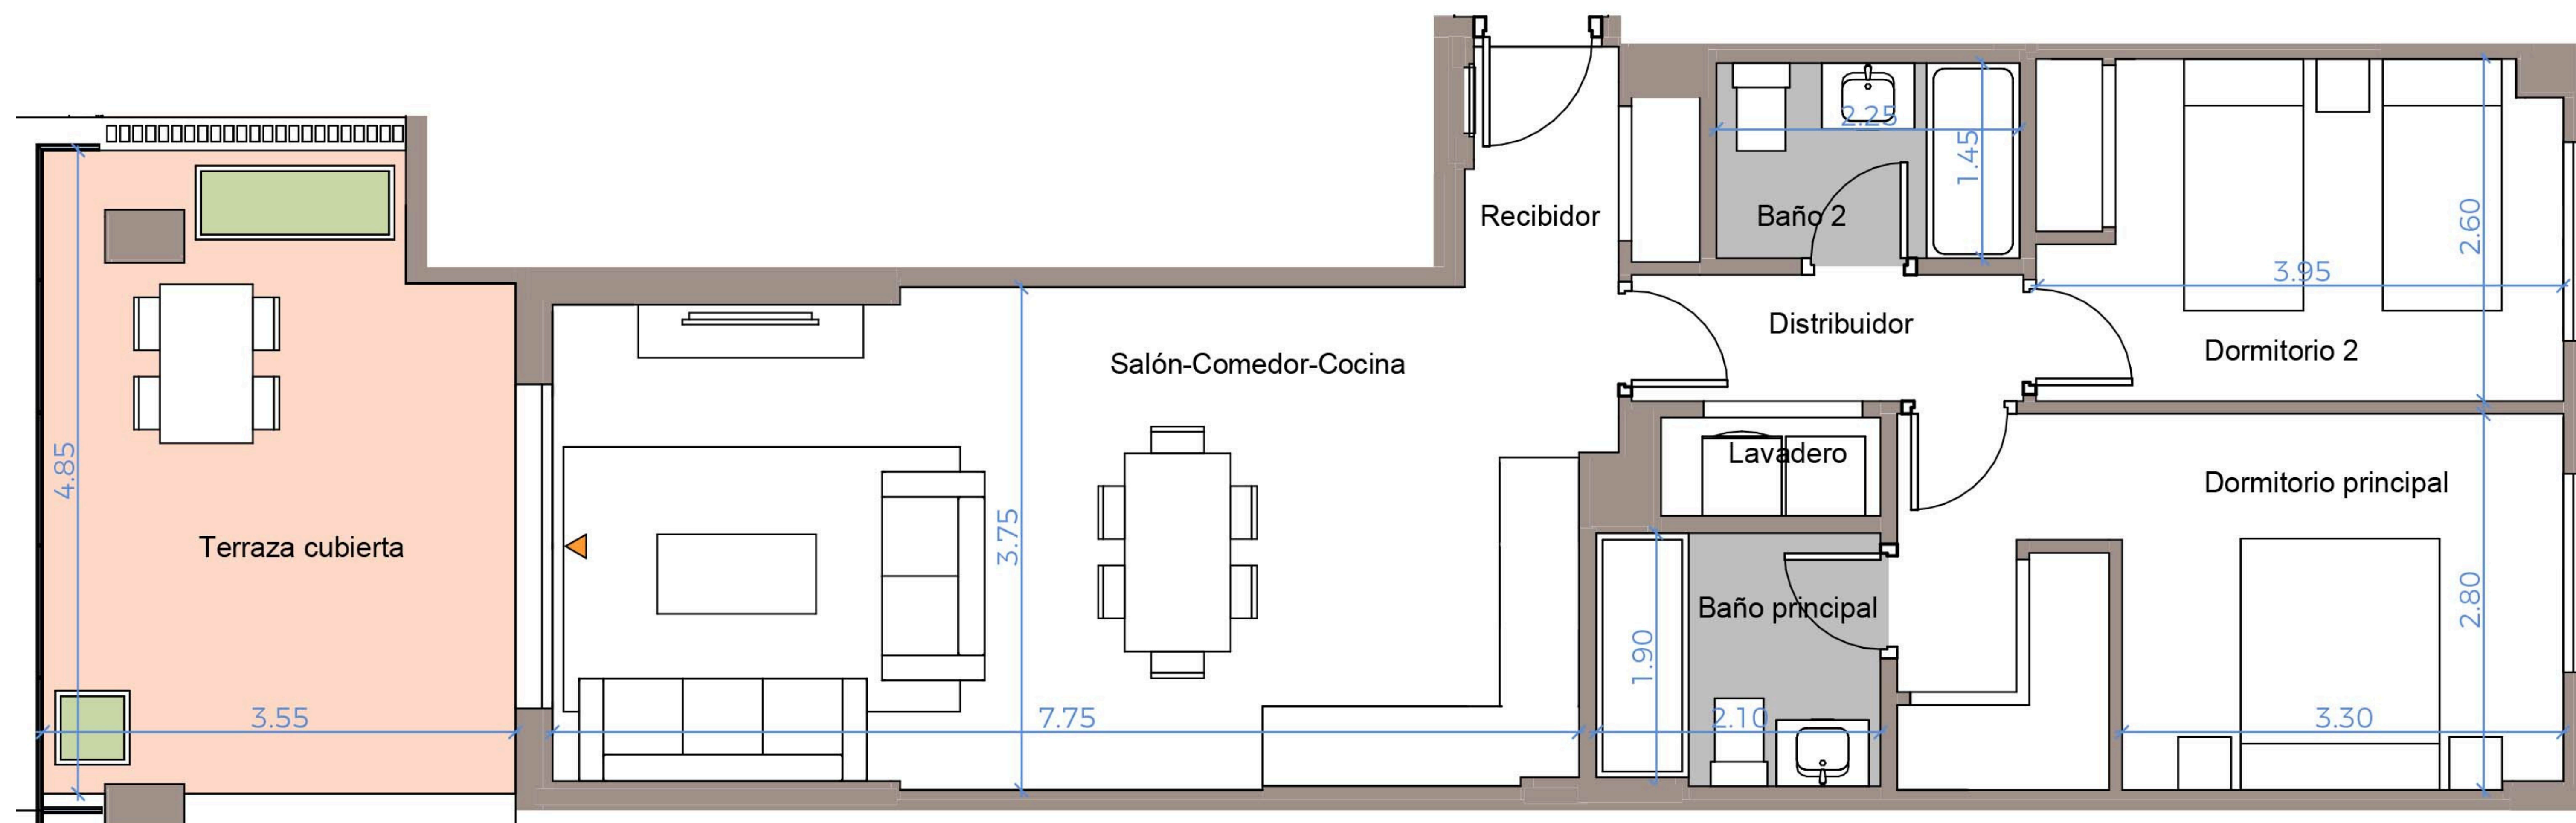 2.25
1.45
Recibidor
Baño 2
2.60
3.95
Distribuidor
Dormitorio 2
Salón-Comedor-Cocina
Lavadero
4.85
Dormitorio principal
3.75
Terraza cubierta
Baño principal
2.80
1.90
3.55
7.75
2.10
3.30